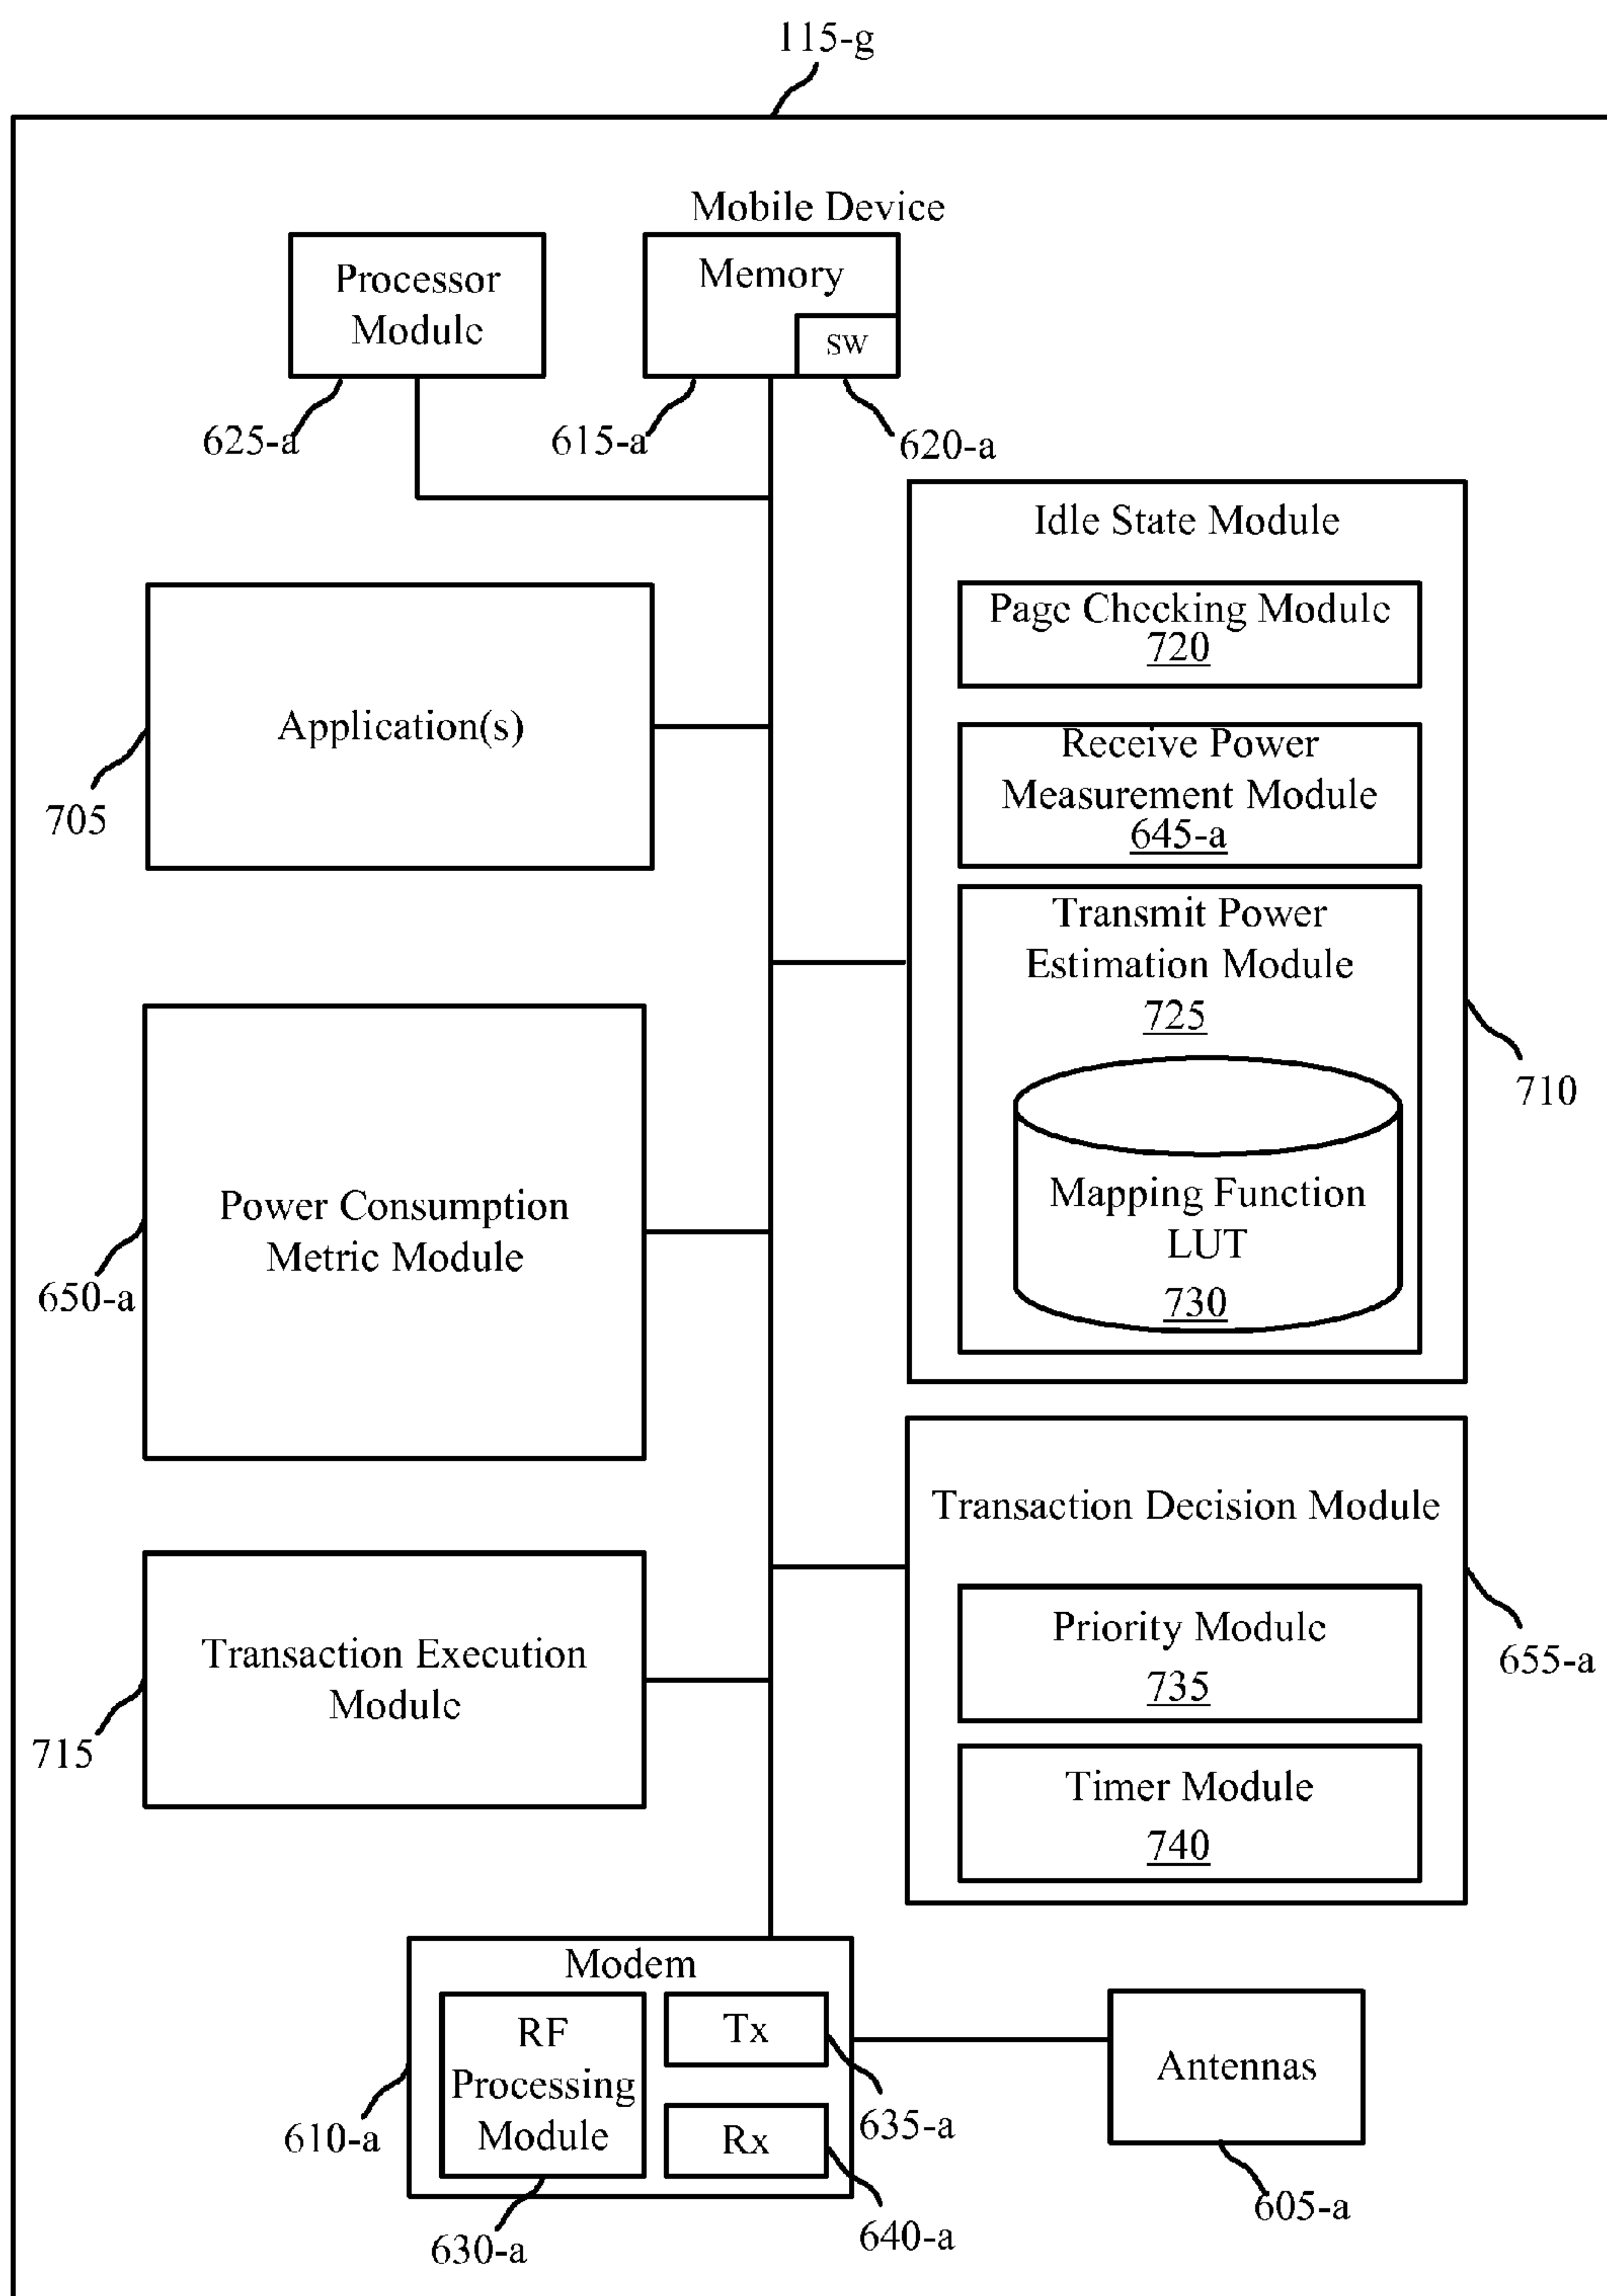 115-g
Mobile Device
Processor
Module
Memory
SW
625-a
615-a
620-a
Idle State Module
Page Checking Module
720
Receive Power
Measurement Module
645-a
Transmit Power
Estimation Module
725
Mapping Function
LUT
730
710
Application(s)
705
Power Consumption
Metric Module
650-a
Transaction Decision Module
Priority Module
735
Timer Module
740
655-a
Transaction Execution
Module
715
Modem
RF
Processing
Module
Tx
Rx
610-a
630-a
635-a
640-a
Antennas
605-a